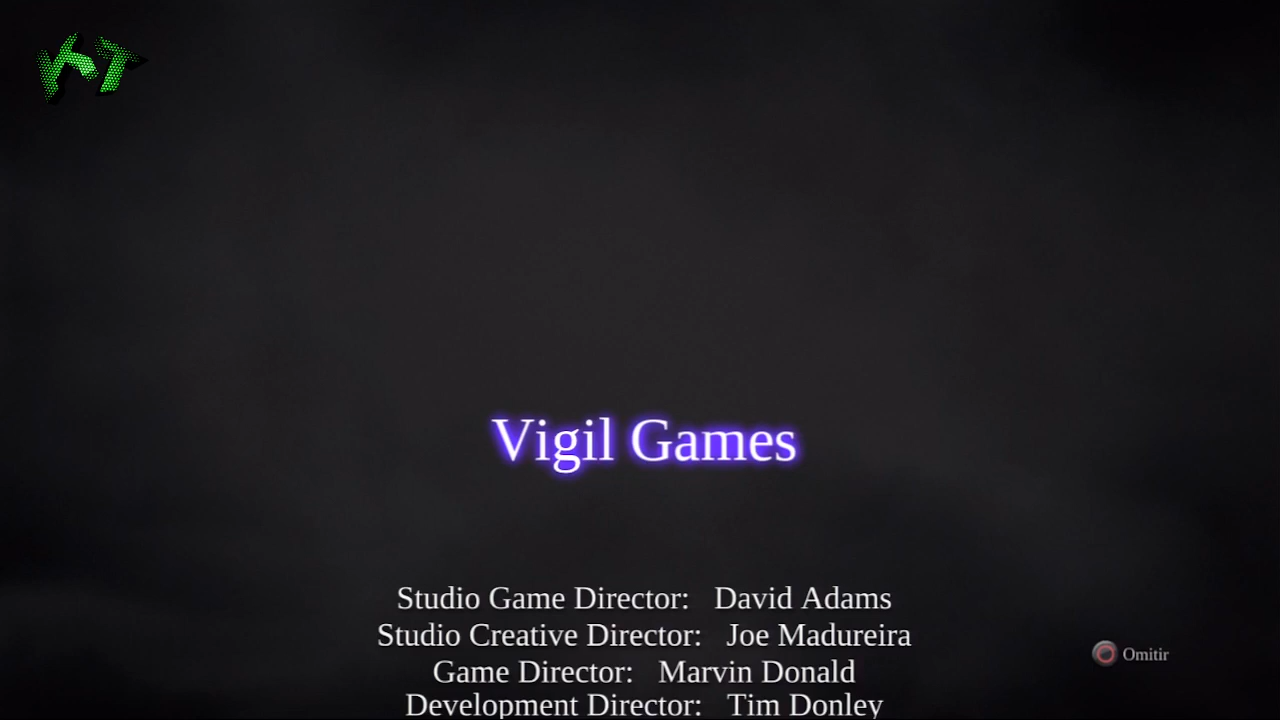 KT
Vigil Games
Studio Game Director: David Adams
Studio Creative Director: Joe Madureira
Game Director: Marvin Donald
Omitir
Development Director: Tim Donley